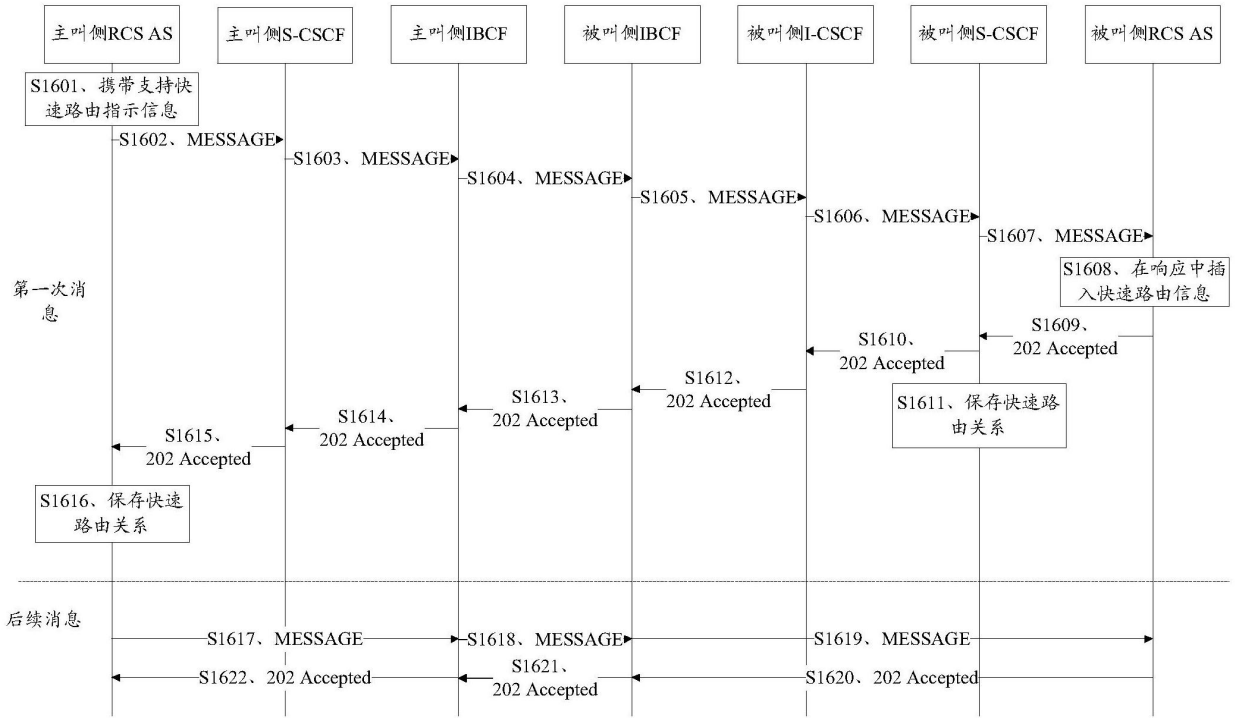 主叫侧RCS AS
主叫侧S-CSCF
主叫侧IBCF
被叫侧IBCF
被叫侧I-CSCF
被叫侧S-CSCF
被叫侧RCS AS
S1601、携带支持快
速路由指示信息
S1602、MESSAGE
S1603、MESSAGE
S1604、MESSAGE
S1605、MESSAGE
S1606、MESSAGE
S1607、MESSAGE
第一次消
息
S1608、在响应中插
入快速路由信息
S1609、
202 Accepted
S1610、
202 Accepted
S1611、保存快速路
由关系
S1612、
202 Accepted
S1613、
202 Accepted
S1614、
202 Accepted
S1615、
202 Accepted
S1616、保存快速
路由关系
后续消息
S1617、MESSAGE
S1618、MESSAGE
S1619、MESSAGE
S1620、202 Accepted
S1621、
202 Accepted
S1622、202 Accepted